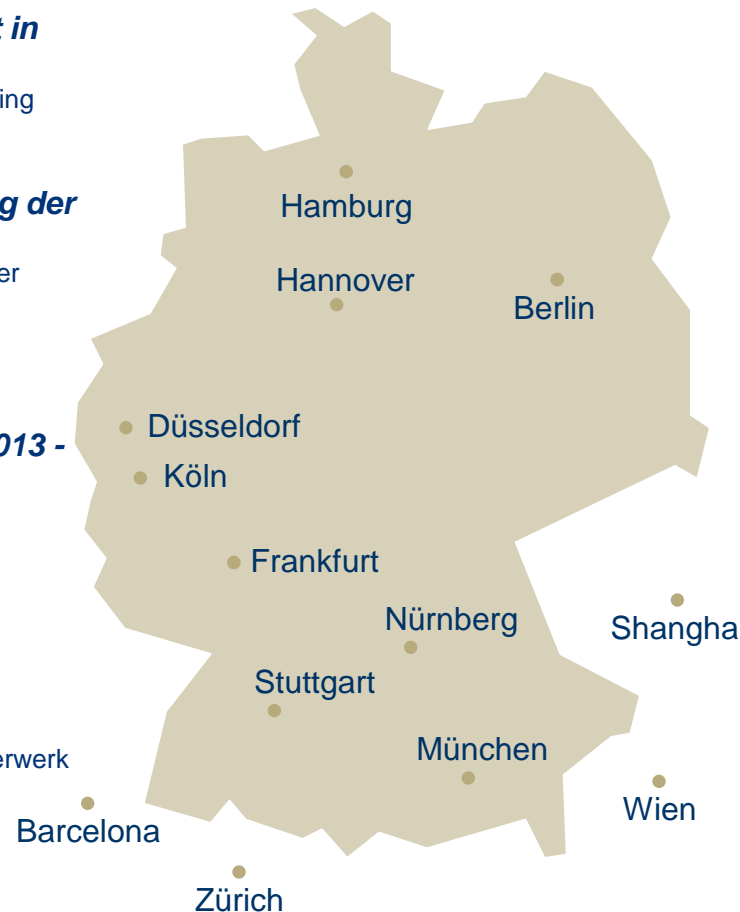 t in
ing
g der
er
013 -
erwerk
Hamburg
Hannover
Berlin
Düsseldorf
Köln
Frankfurt
Nürnberg
Shangha
Stuttgart
München
Wien
Barcelona
Zürich